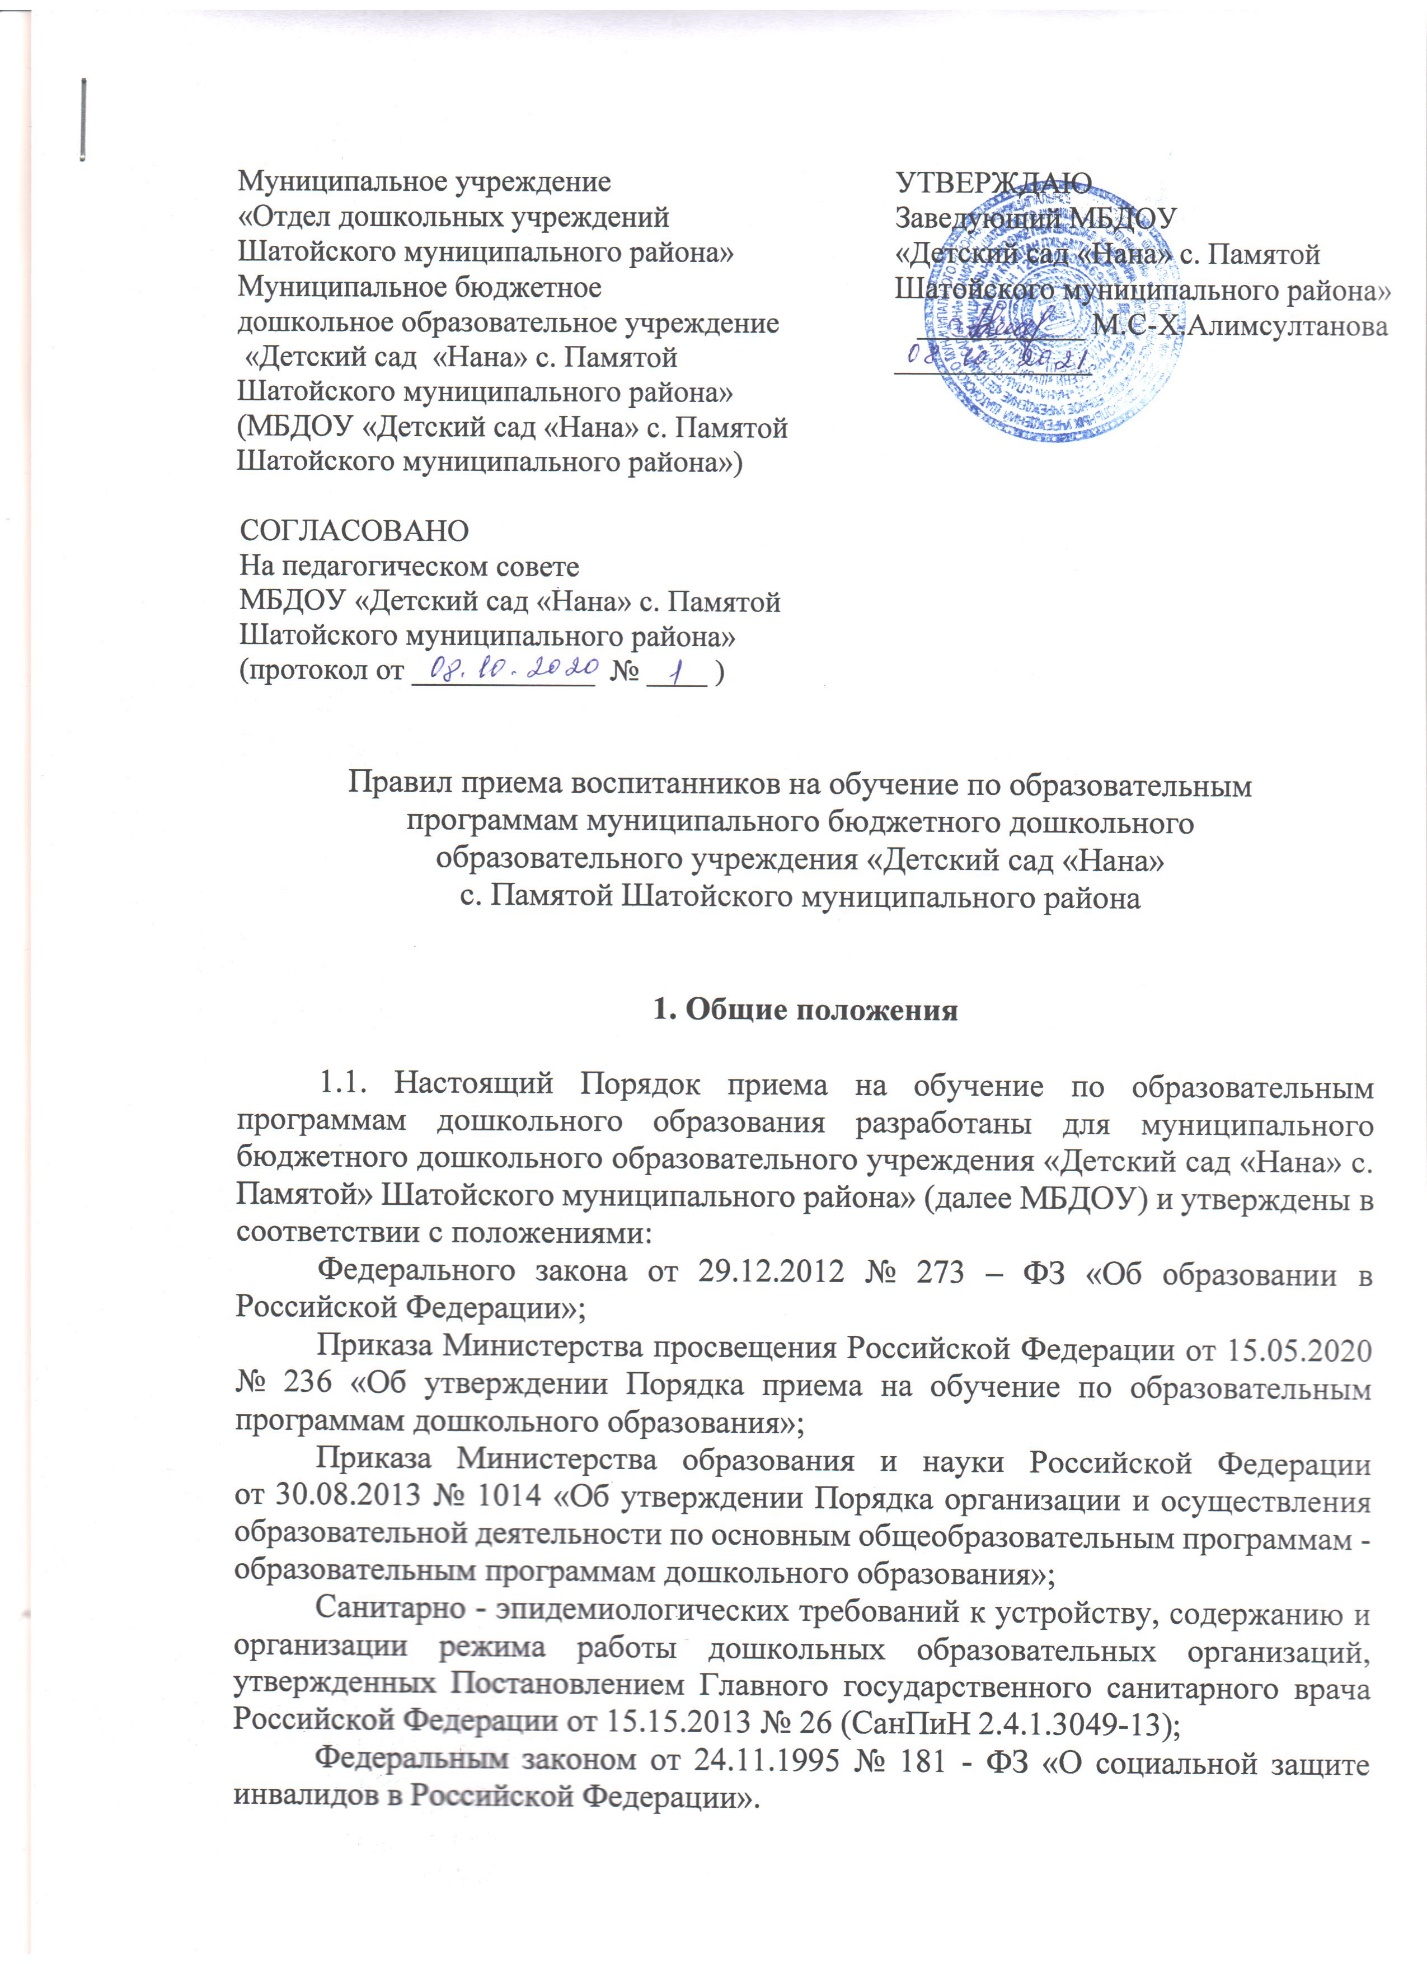 Муниципальное учреждение
«Отдел дошкольных учреждений
Шатойского муниципального района»
Муниципальное бюджетное
дошкольное образовательное учреждение
«Детский сад «Нана» с. Памятой
Шатойского муниципального района»
(МБДОУ «Детский сад «Нана» с. Памятой
Шатойского муниципального района»)
УТВЕРЖДАЮ
Заведующий МБДОУ
«Детский сад «Нана» с. Памятой
Шатойского муниципального района»
____________ М.С-Х.Алимсултанова
08 10 2021
СОГЛАСОВАНО
На педагогическом совете
МБДОУ «Детский сад «Нана» с. Памятой
Шатойского муниципального района»
(протокол от 08.10.2020 № 1 )
Правил приема воспитанников на обучение по образовательным
программам муниципального бюджетного дошкольного
образовательного учреждения «Детский сад «Нана»
с. Памятой Шатойского муниципального района
1. Общие положения
1.1. Настоящий Порядок приема на обучение по образовательным
программам дошкольного образования разработаны для муниципального
бюджетного дошкольного образовательного учреждения «Детский сад «Нана» с.
Памятой» Шатойского муниципального района» (далее МБДОУ) и утверждены в
соответствии с положениями:
Федерального закона от 29.12.2012 № 273 – ФЗ «Об образовании в
Российской Федерации»;
Приказа Министерства просвещения Российской Федерации от 15.05.2020
№ 236 «Об утверждении Порядка приема на обучение по образовательным
программам дошкольного образования»;
Приказа Министерства образования и науки Российской Федерации
от 30.08.2013 № 1014 «Об утверждении Порядка организации и осуществления
образовательной деятельности по основным общеобразовательным программам -
образовательным программам дошкольного образования»;
Санитарно - эпидемиологических требований к устройству, содержанию и
организации режима работы дошкольных образовательных организаций,
утвержденных Постановлением Главного государственного санитарного врача
Российской Федерации от 15.15.2013 № 26 (СанПиН 2.4.1.3049-13);
Федеральным законом от 24.11.1995 № 181 - ФЗ «О социальной защите
инвалидов в Российской Федерации».